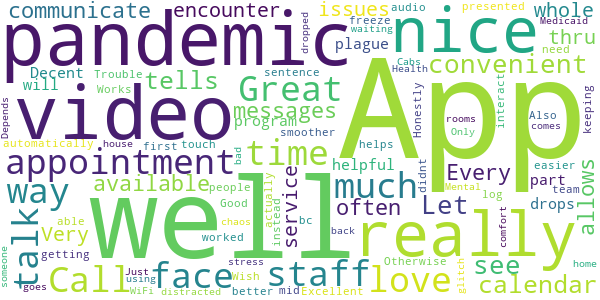 communicate
encounter
issues
audio
presented
whole
pandemic
dropped
freeze
waiting
plague
nice
Medicaid
thru
Decent
Trouble
tells
Great
sentence
App
Cabs
Health
convenient
need
will
Works
video
messages
program
smoother
Honestly
interact
rooms
Only
Also
comes
keeping
Depends
automatically
house
first
touch
bad
time
helps
didnt
easier
team
appointment
helpful
much
Every
part
Mental
log
drops
allows
way
available
people
Good
actually
instead
service
often
Let
Very
able
chaos
well
bc
really
comfort
talk
getting
worked
back
see
someone
goes
Call
Just
using
WiFi
face
distracted
stress
Wish
better
mid
staff
Excellent
Otherwise
love
glitch
calendar
home